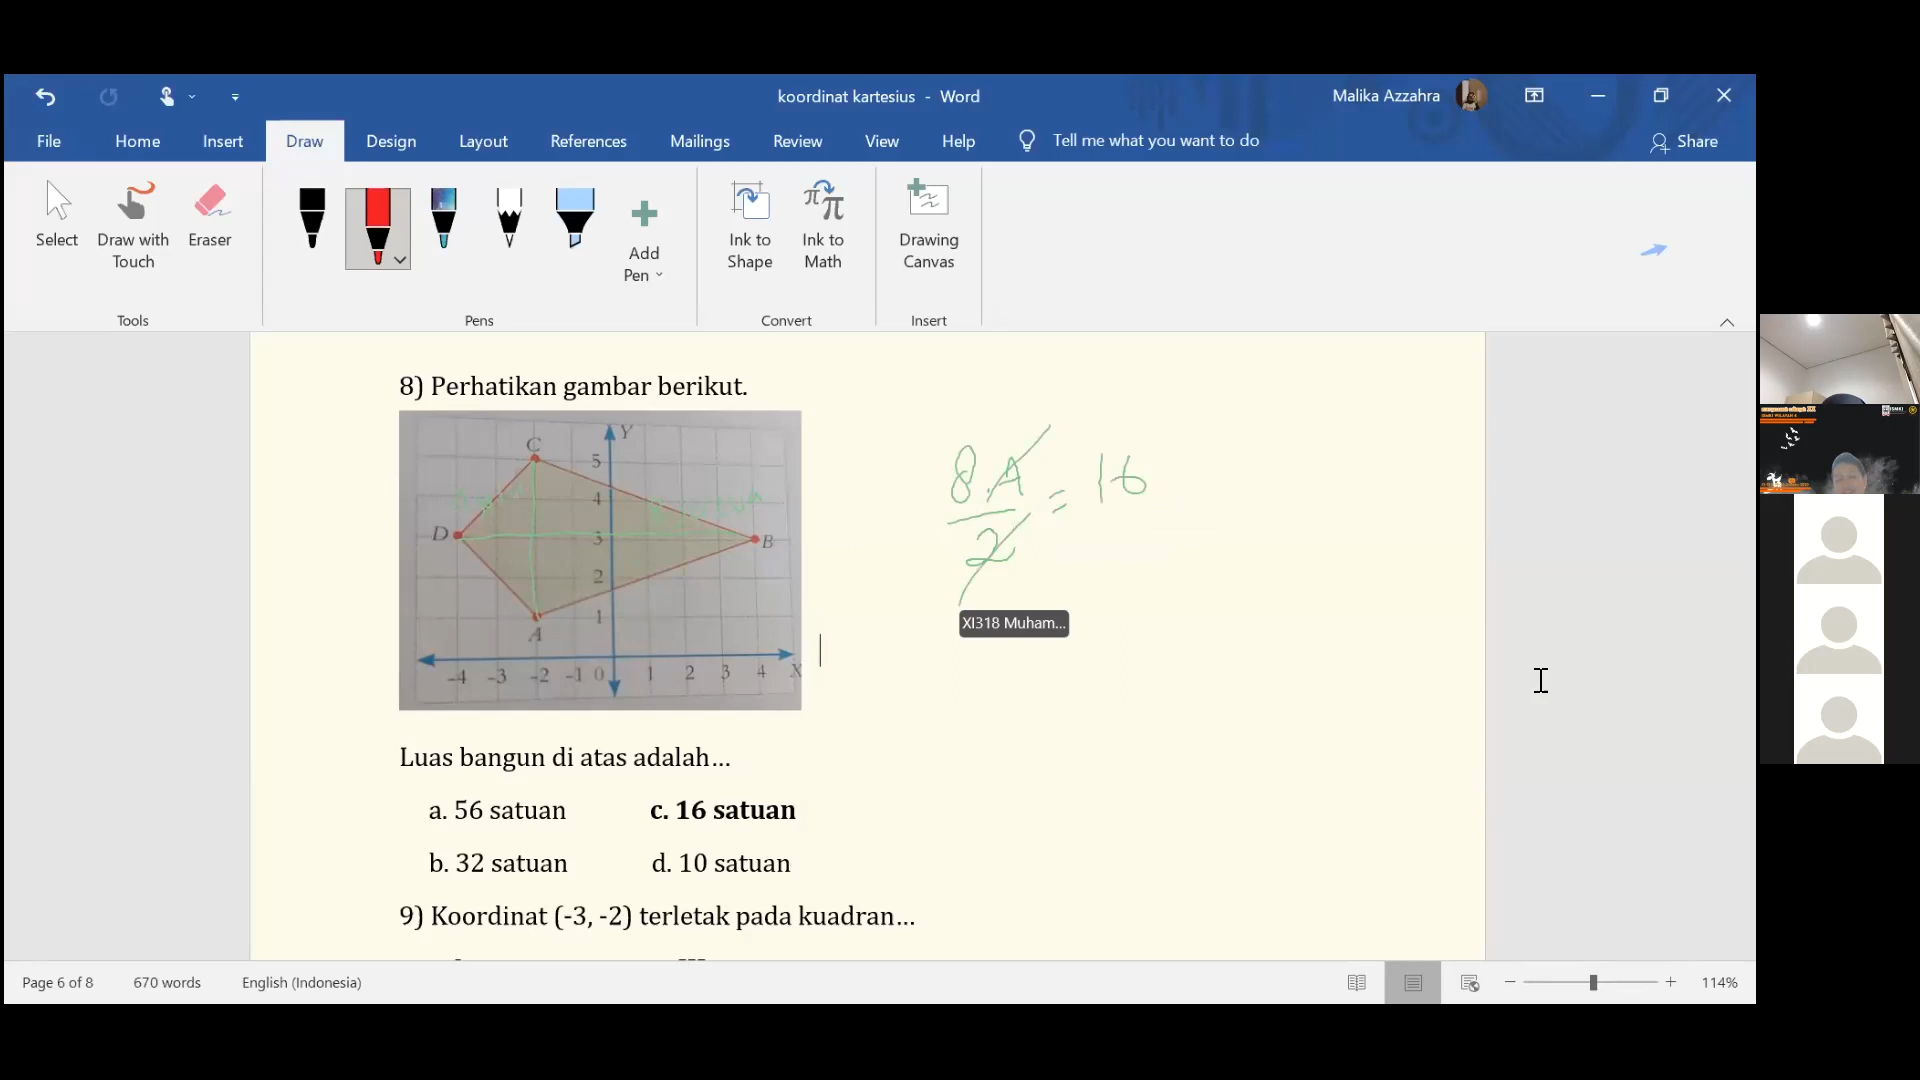 koordinat kartesius - Word
Malika Azzahra
File Home Insert Draw Design Layout References Mailings Review View Help Tell me what you want to do Share
Select
Draw with Touch
Eraser
Add Pen
Ink to Shape
Ink to Math
Drawing Canvas
Tools Pens Convert Insert
8) Perhatikan gambar berikut.
Y
C
5
4
D
3
B
2
1
A
-4 -3 -2 -1 0 1 2 3 4 X
= 16
2
XI318 Muham...
Luas bangun di atas adalah...
a. 56 satuan c. 16 satuan
b. 32 satuan d. 10 satuan
9) Koordinat (-3, -2) terletak pada kuadran...
Page 6 of 8 670 words English (Indonesia) 114%